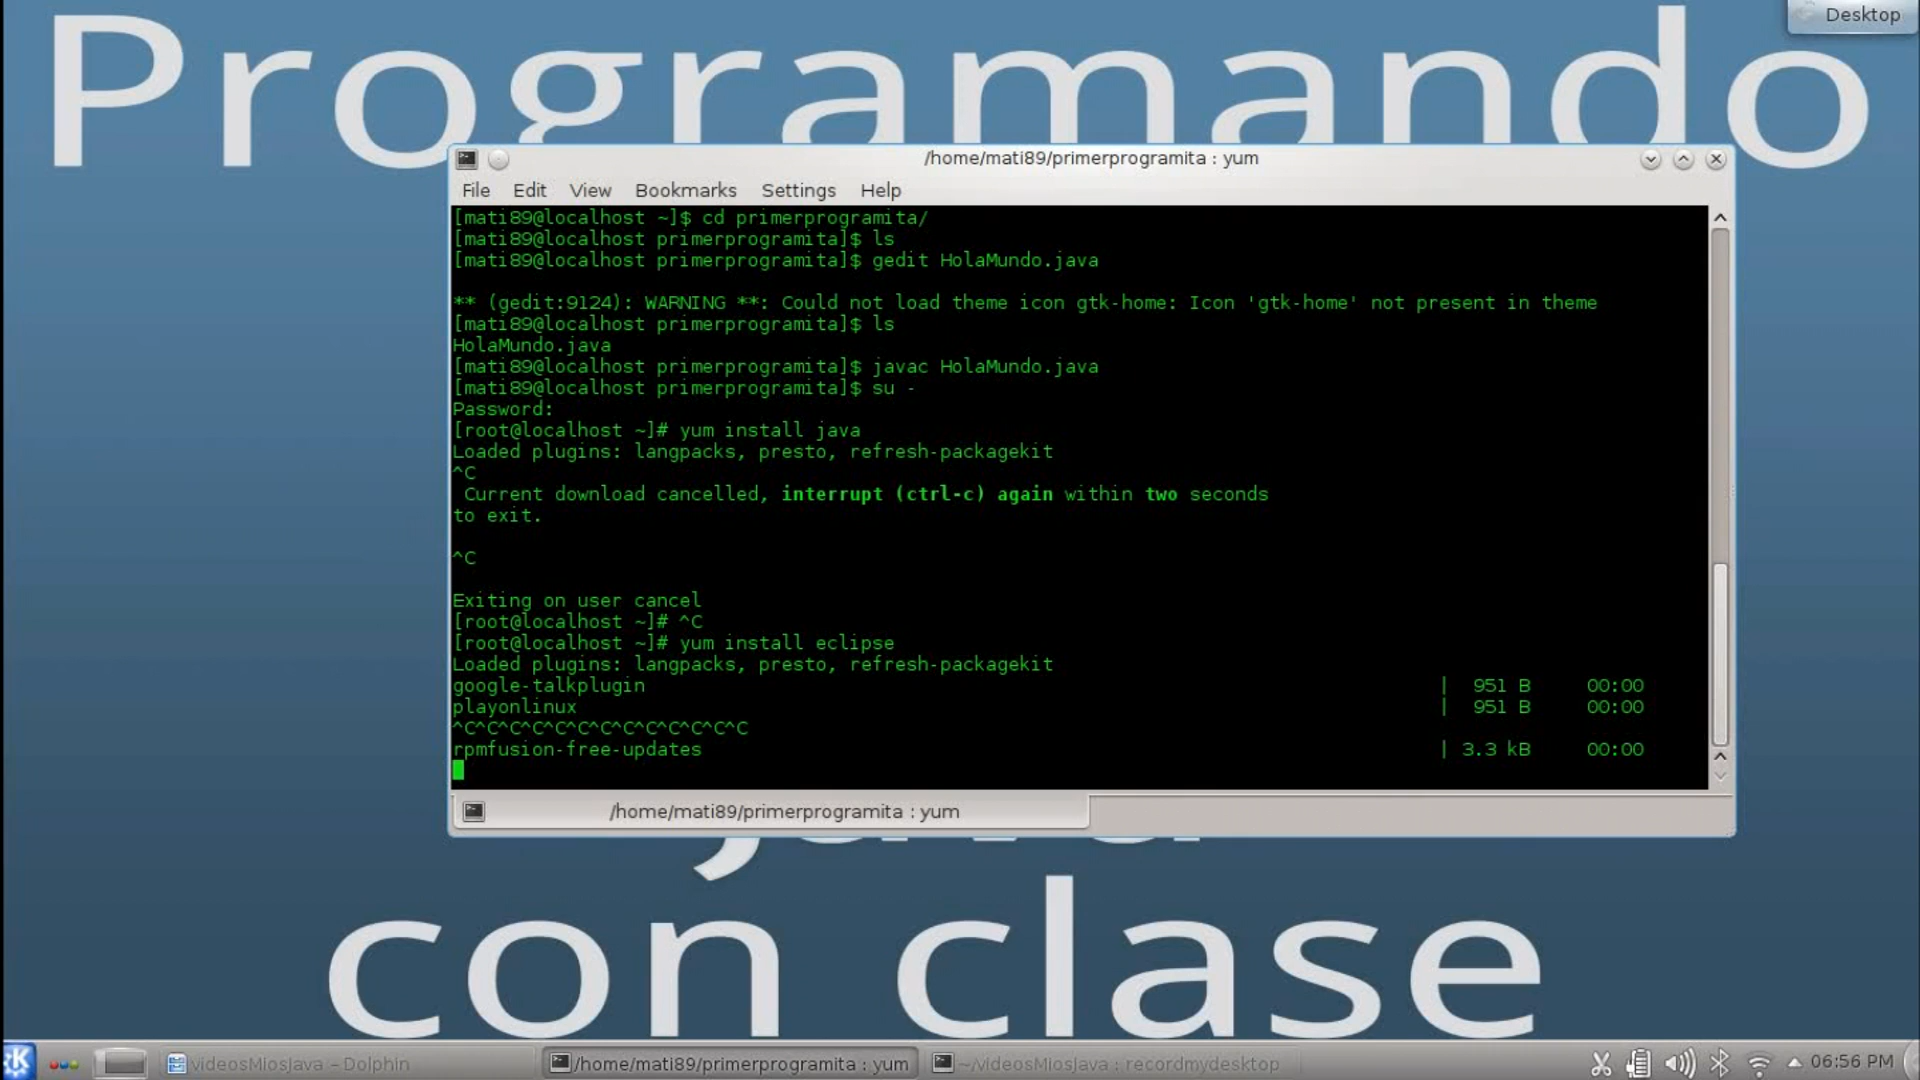 Programando
Desktop
/home/mati89/primerprogramita : yum
File Edit View Bookmarks Settings Help
[mati89@localhost ~]$ cd primerprogramita/
[mati89@localhost primerprogramita]$ ls
[mati89@localhost primerprogramita]$ gedit HolaMundo.java
** (gedit:9124): WARNING **: Could not load theme icon gtk-home: Icon 'gtk-home' not present in theme
[mati89@localhost primerprogramita]$ ls
HolaMundo.java
[mati89@localhost primerprogramita]$ javac HolaMundo.java
[mati89@localhost primerprogramita]$ su -
Password:
[root@localhost ~]# yum install java
Loaded plugins: langpacks, presto, refresh-packagekit
^C
Current download cancelled, interrupt (ctrl-c) again within two seconds
to exit.
^C
Exiting on user cancel
[root@localhost ~]# ^C
[root@localhost ~]# yum install eclipse
Loaded plugins: langpacks, presto, refresh-packagekit
google-talkplugin | 951 B 00:00
playonlinux | 951 B 00:00
^C^C^C^C^C^C^C^C^C^C^C^C^C
rpmfusion-free-updates | 3.3 kB 00:00
/home/mati89/primerprogramita : yum
con clase
videosMiosJava – Dolphin
/home/mati89/primerprogramita : yum
~/videosMiosJava : recordmydesktop
06:56 PM